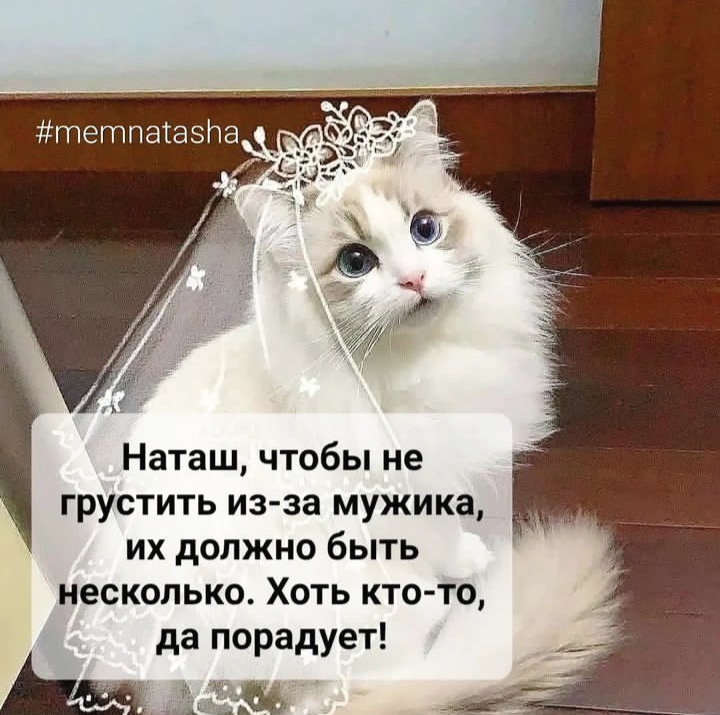 #memnatasha
Наташ, чтобы не
грустить из-за мужика,
их должно быть
несколько. Хоть кто-то,
да порадует!